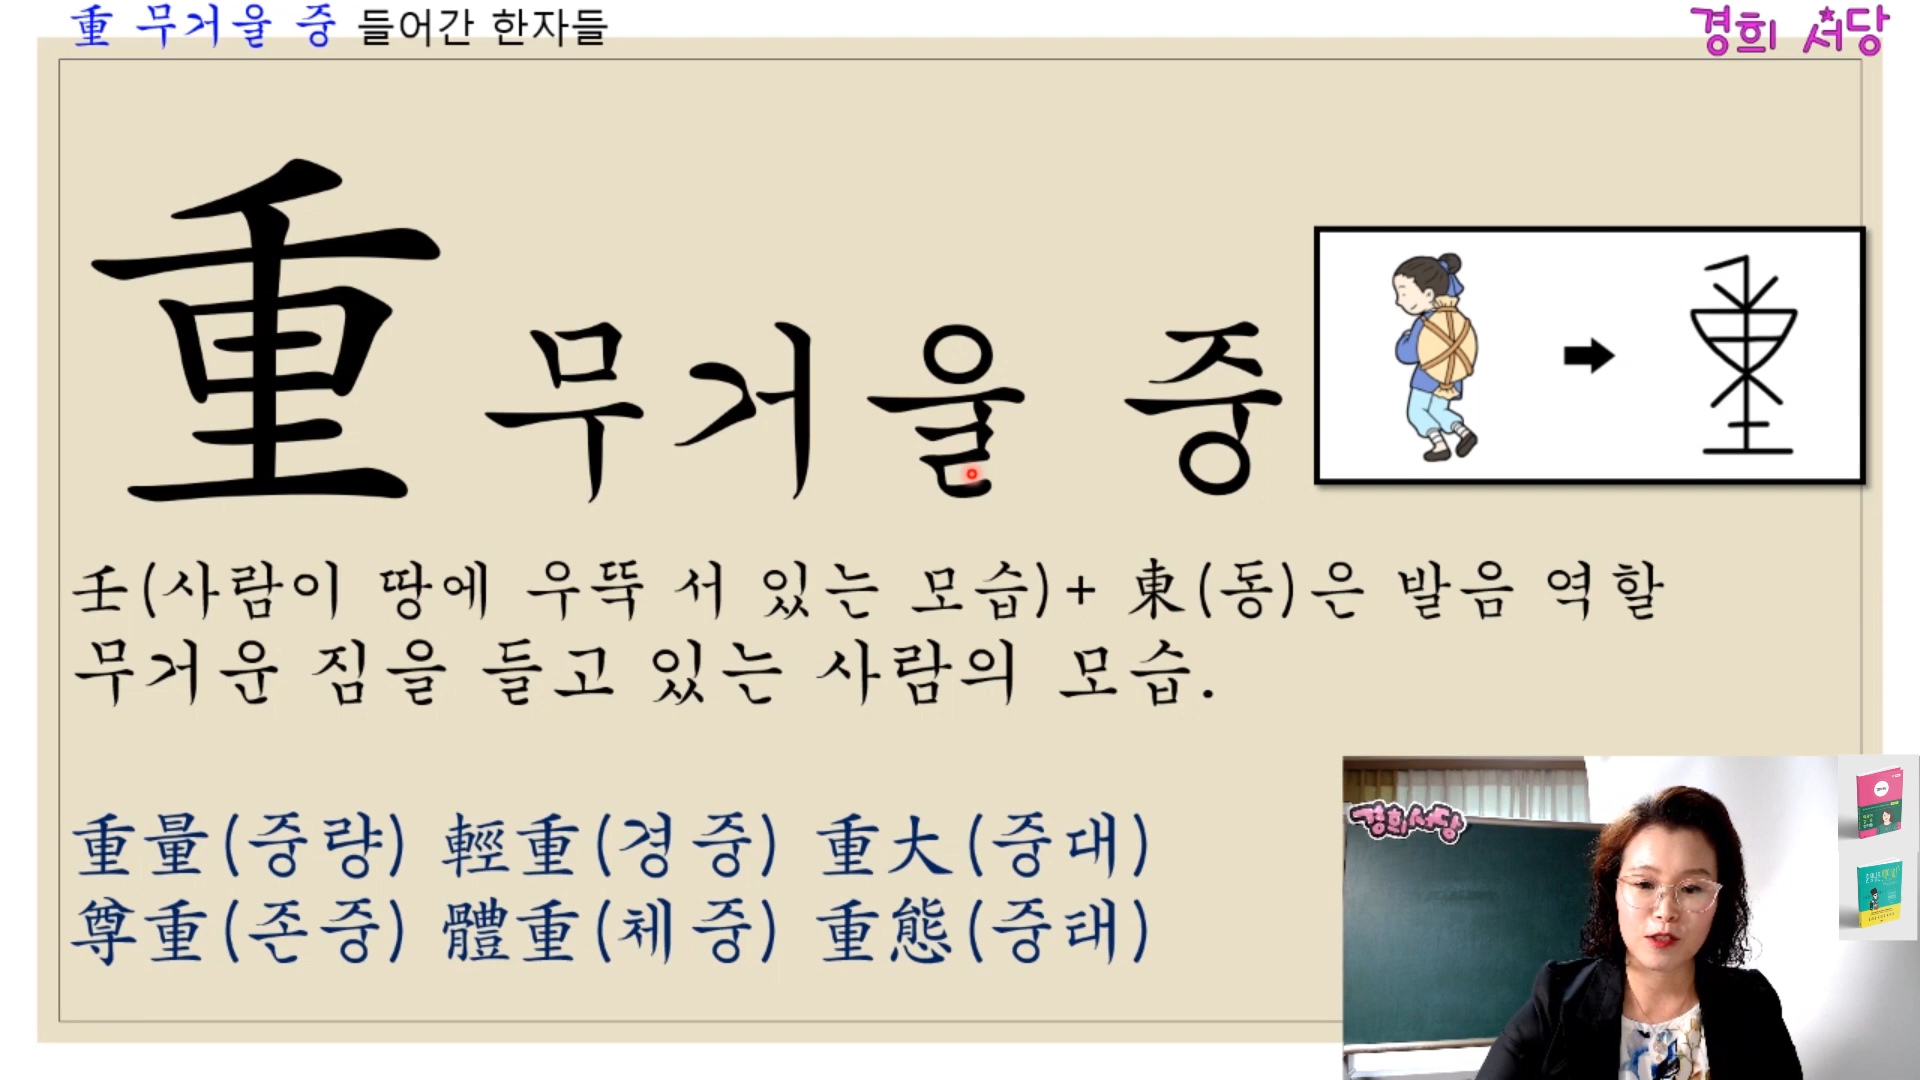 重 무거울 중 들어간 한자들
경희 서당
重 무거울 중
壬(사람이 땅에 우뚝 서 있는 모습)+ 東(동)은 발음 역할
무거운 짐을 들고 있는 사람의 모습.
重量(중량) 輕重(경중) 重大(중대)
尊重(존중) 體重(체중) 重態(중태)
경희서당